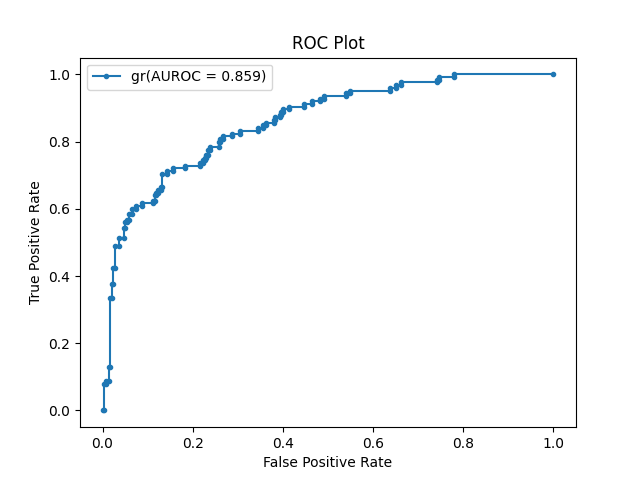 ROC Plot
gr(AUROC = 0.859)
True Positive Rate
1.0
0.8
0.6
0.4
0.2
0.0
0.0 0.2 0.4 0.6 0.8 1.0
False Positive Rate